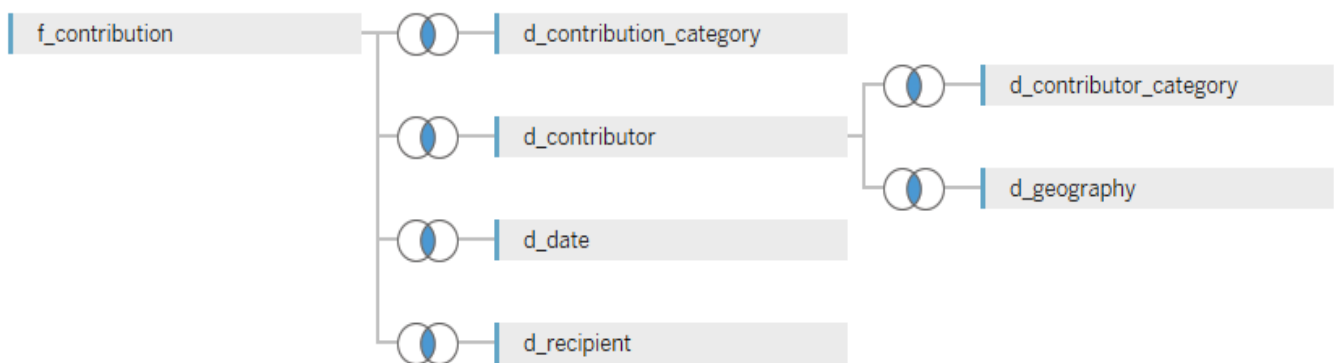 f_contribution
d_contribution_category
d_contributor_category
d_contributor
d_geography
d_date
d_recipient